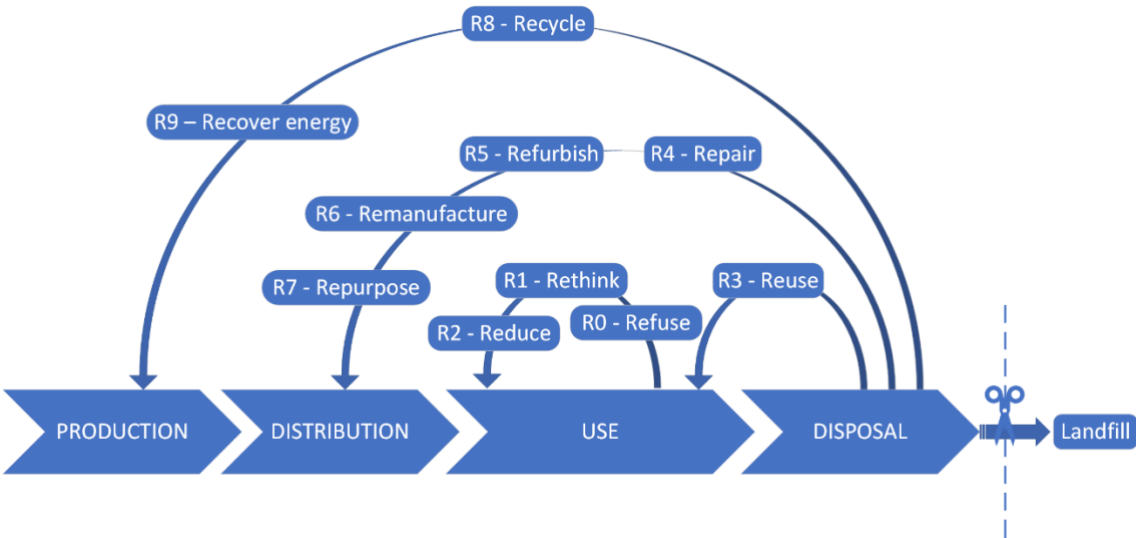 R8 - Recycle
R9 – Recover energy
R5 - Refurbish
R4 - Repair
R6 - Remanufacture
R7 - Repurpose
R1 - Rethink
R3 - Reuse
R2 - Reduce
R0 - Refuse
PRODUCTION
DISTRIBUTION
USE
DISPOSAL
Landfill